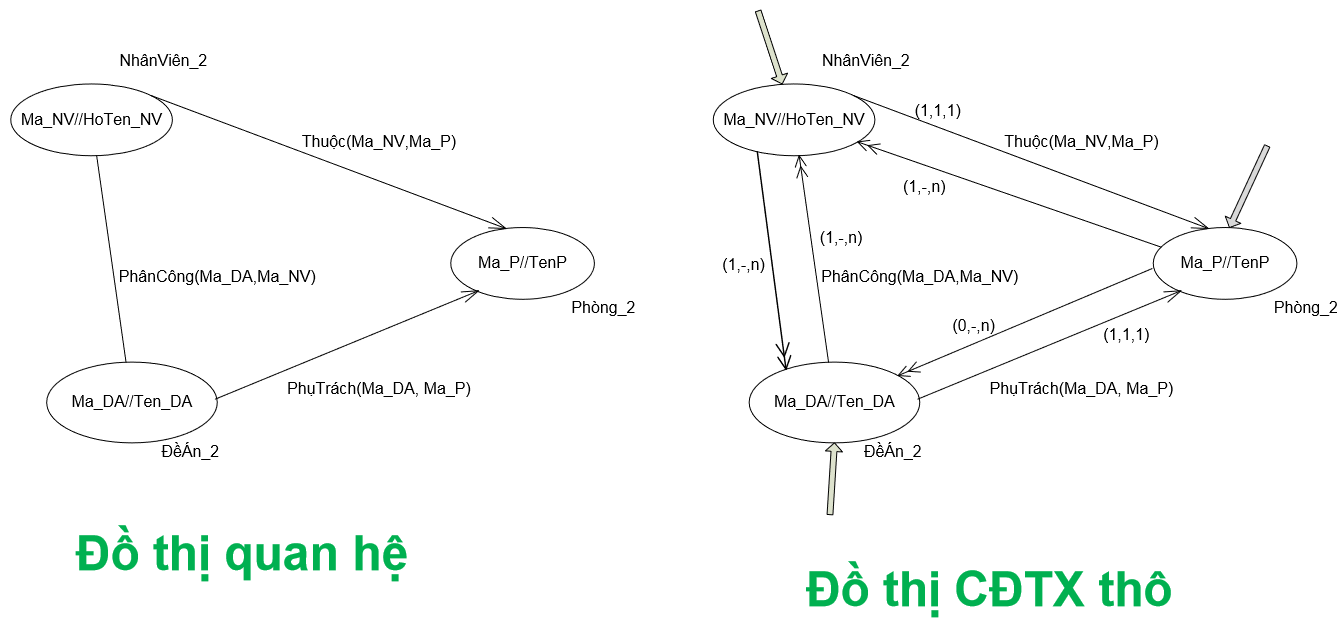 NhânViên_2
Ma_NV//HoTen_NV
Thuộc(Ma_NV,Ma_P)
Ma_P//TenP
PhânCông(Ma_DA,Ma_NV)
Phòng_2
PhụTrách(Ma_DA, Ma_P)
Ma_DA//Ten_DA
ĐềÁn_2
Đồ thị quan hệ
NhânViên_2
(1,1,1)
Ma_NV//HoTen_NV
Thuộc(Ma_NV,Ma_P)
(1,-,n)
(1,-,n)
(1,-,n)
Ma_P//TenP
PhânCông(Ma_DA,Ma_NV)
Phòng_2
(0,-,n)
(1,1,1)
PhụTrách(Ma_DA, Ma_P)
Ma_DA//Ten_DA
ĐềÁn_2
Đồ thị CĐTX thô